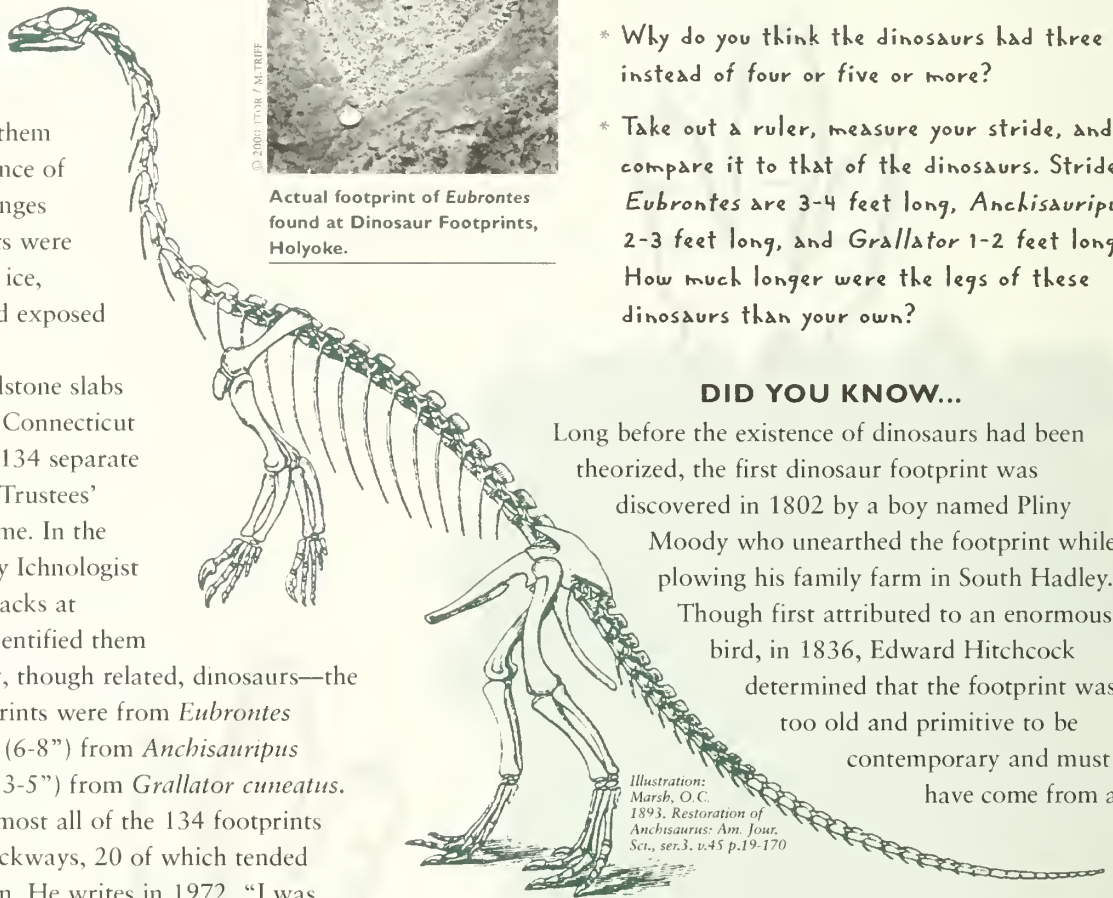 them
nce of
nges
s were
ice,
d exposed
lstone slabs
Connecticut
134 separate
Trustees'
me. In the
y Ichnologist
acks at
entified them
, though related, dinosaurs—the
rints were from Eubrontes
(6-8") from Anchisauripus
3-5") from Grallator cuneatus.
most all of the 134 footprints
ckways, 20 of which tended
n. He writes in 1972, "I was
© 2000 TTOR /
Actual footprint of Eubrontes
found at Dinosaur Footprints,
Holyoke.
* Why do you think the dinosaurs had three
instead of four or five or more?
* Take out a ruler, measure your stride, and
compare it to that of the dinosaurs. Stride
Eubrontes are 3-4 feet long, Anchisauripu
2-3 feet long, and Grallator 1-2 feet long
How much longer were the legs of these
dinosaurs than your own?
DID YOU KNOW...
Long before the existence of dinosaurs had been
theorized, the first dinosaur footprint was
discovered in 1802 by a boy named Pliny
Moody who unearthed the footprint while
plowing his family farm in South Hadley.
Though first attributed to an enormous
bird, in 1836, Edward Hitchcock
determined that the footprint was
too old and primitive to be
contemporary and must
have come from a
Illustration:
Marsh, O.C.
1893. Restoration of
Anchisaurus: Am. Jour.
Sci., ser.3. v.45 p.19-170